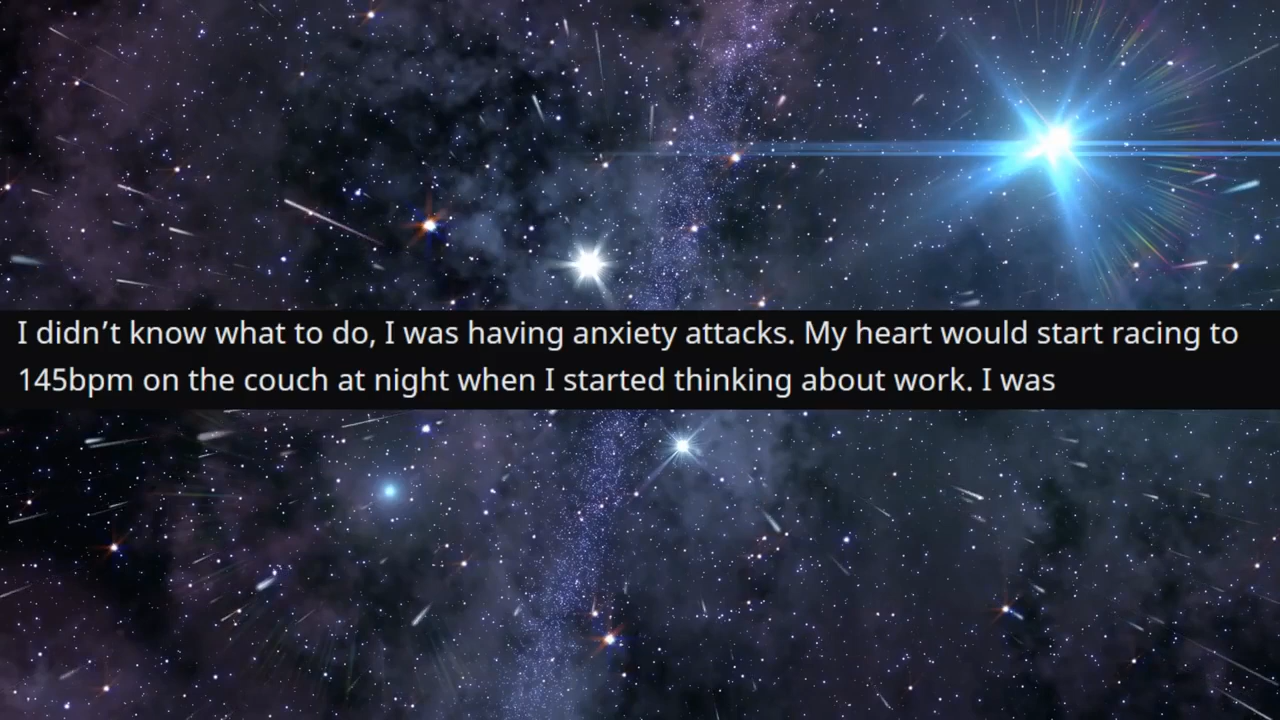 I didn’t know what to do, I was having anxiety attacks. My heart would start racing to
145bpm on the couch at night when I started thinking about work. I was